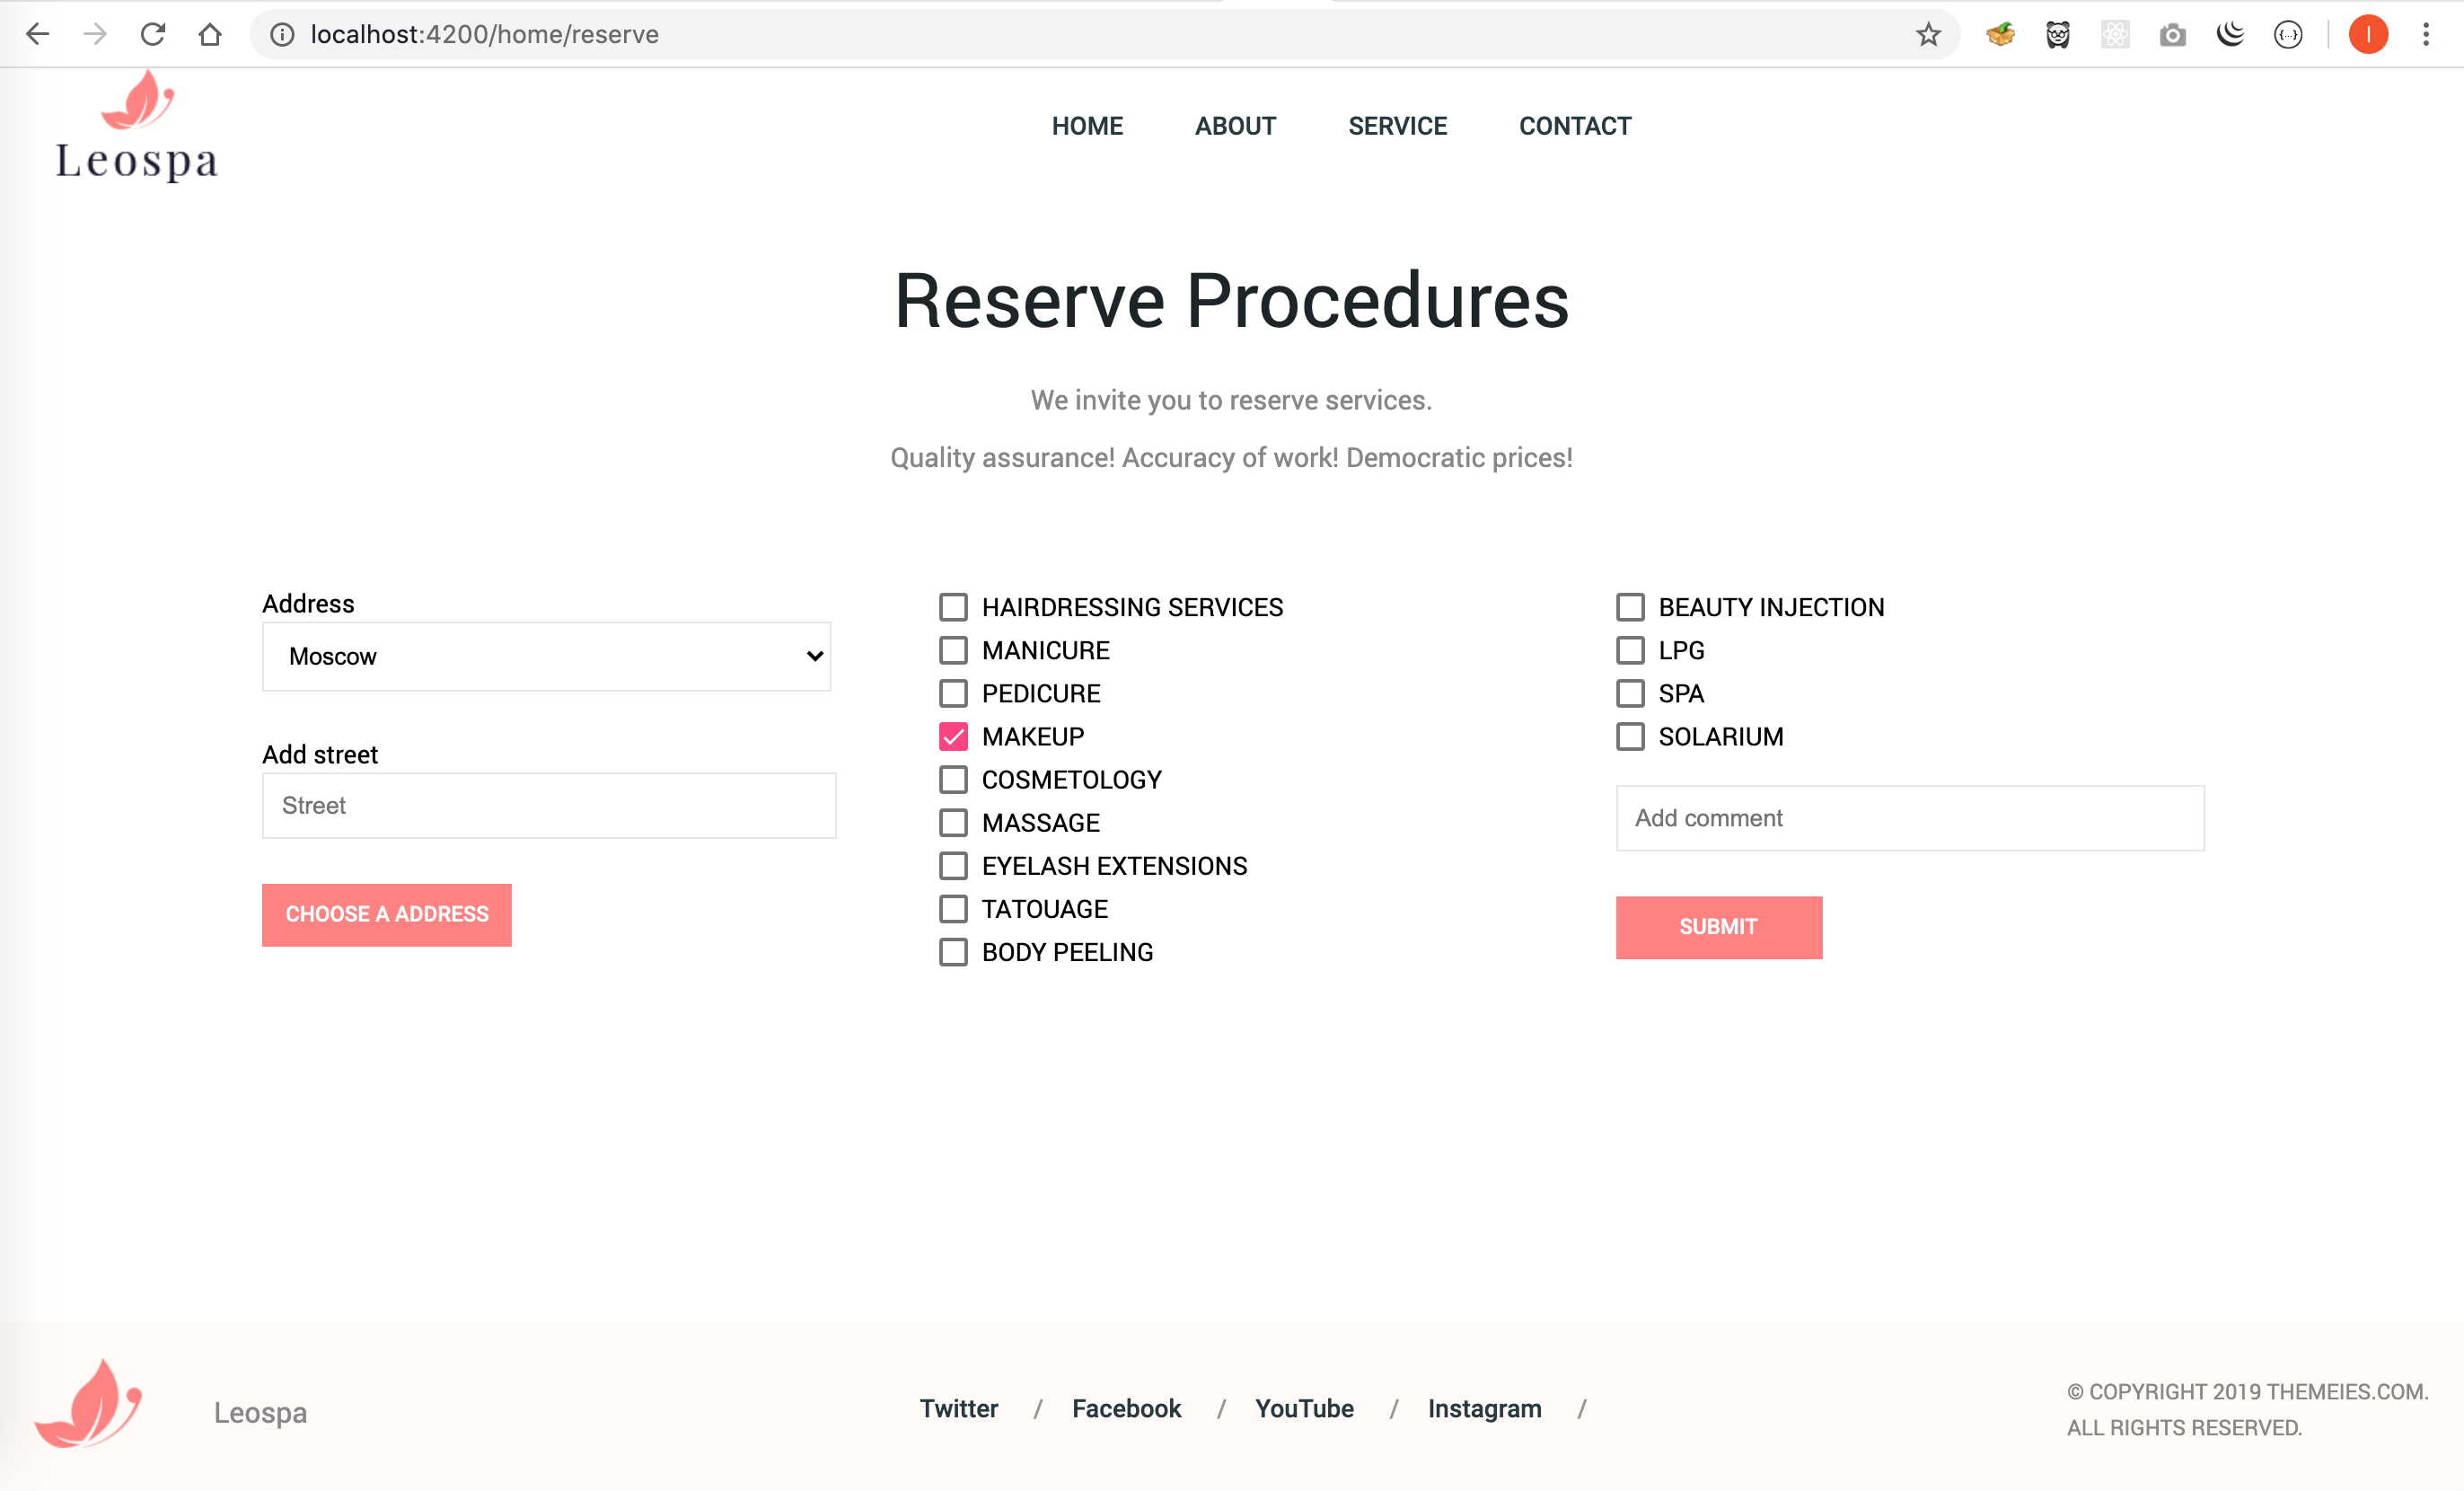 localhost:4200/home/reserve
I
Leospa
HOME
ABOUT
SERVICE
CONTACT
Reserve Procedures
We invite you to reserve services.
Quality assurance! Accuracy of work! Democratic prices!
Address
Moscow
Add street
Street
CHOOSE A ADDRESS
HAIRDRESSING SERVICES
MANICURE
PEDICURE
MAKEUP
COSMETOLOGY
MASSAGE
EYELASH EXTENSIONS
TATOUAGE
BODY PEELING
BEAUTY INJECTION
LPG
SPA
SOLARIUM
Add comment
SUBMIT
Leospa
Twitter / Facebook / YouTube / Instagram /
© COPYRIGHT 2019 THEMEIES.COM.
ALL RIGHTS RESERVED.